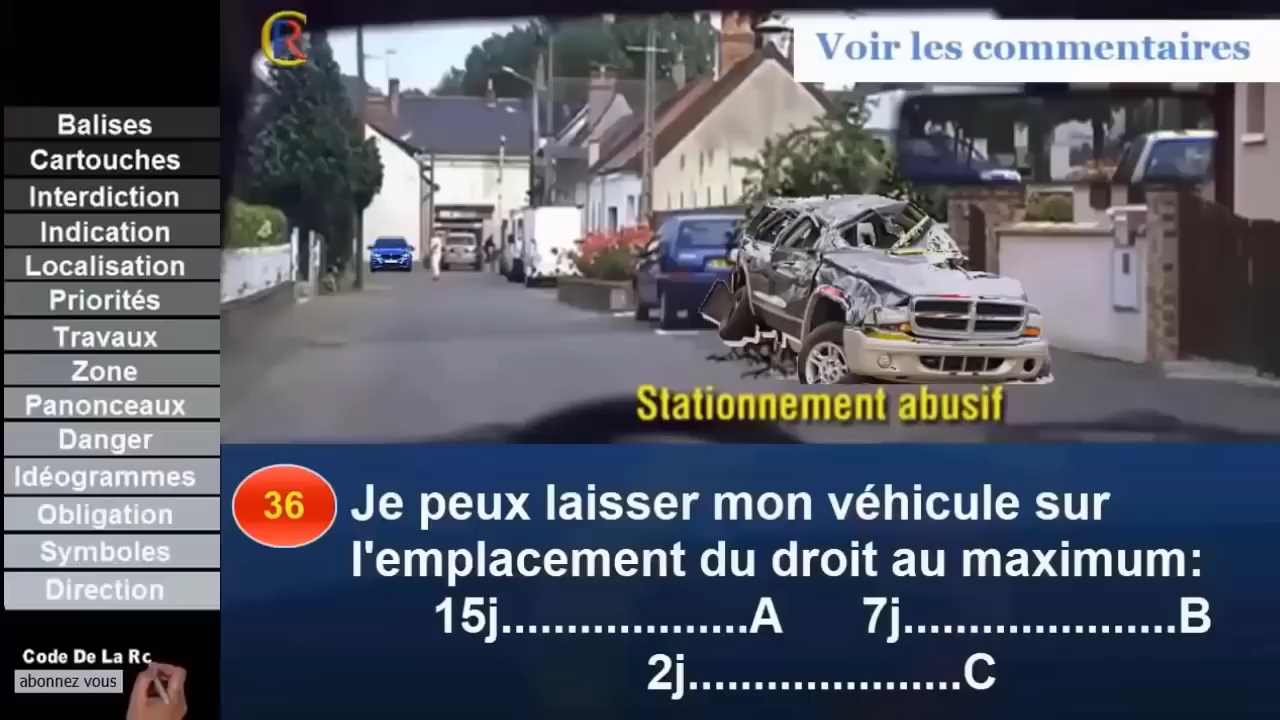 CR
Voir les commentaires
Balises
Cartouches
Interdiction
Indication
Localisation
Priorités
Travaux
Zone
Panonceaux
Danger
Idéogrammes
Obligation
Symboles
Direction
Code De La Rc
abonnez vous
Stationnement abusif
36
Je peux laisser mon véhicule sur
l'emplacement du droit au maximum:
15j...................A 7j.....................B
2j.....................C